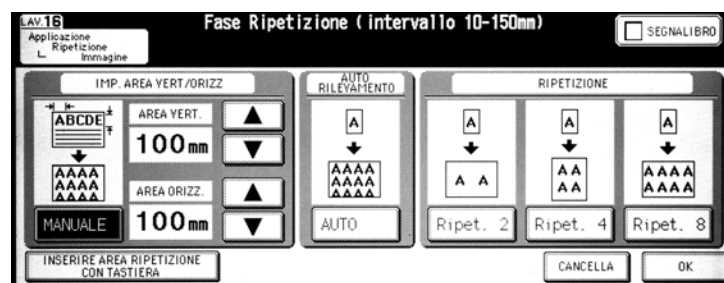 LAV.16
Fase Ripetizione ( intervallo 10-150mm)
Applicazione
Ripetizione
Immagine
SEGNALIBRO
IMP. AREA VERT/ORIZZ
AUTO
RILEVAMENTO
RIPETIZIONE
ABCDE
AREA VERT.
100mm
AREA ORIZZ.
100mm
AAAA
AAAA
AAAA
MANUALE
A
AAAA
AAAA
AAAA
AUTO
A
A A
Ripet. 2
A
A A
A A
Ripet. 4
A
AAAA
AAAA
Ripet. 8
INSERIRE AREA RIPETIZIONE
CON TASTIERA
CANCELLA
OK